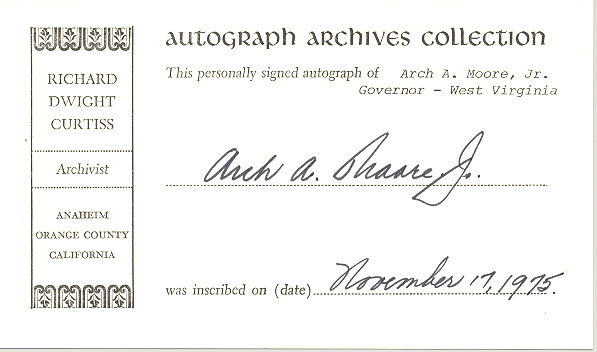 AUTOGRAPH ARCHIVES COLLECTION
RICHARD
DWIGHT
CURTISS
Archivist
ANAHEIM
ORANGE COUNTY
CALIFORNIA
This personally signed autograph of Arch A. Moore, Jr.
Governor - West Virginia
Arch A. Moore, Jr.
was inscribed on (date) November 17, 1975.